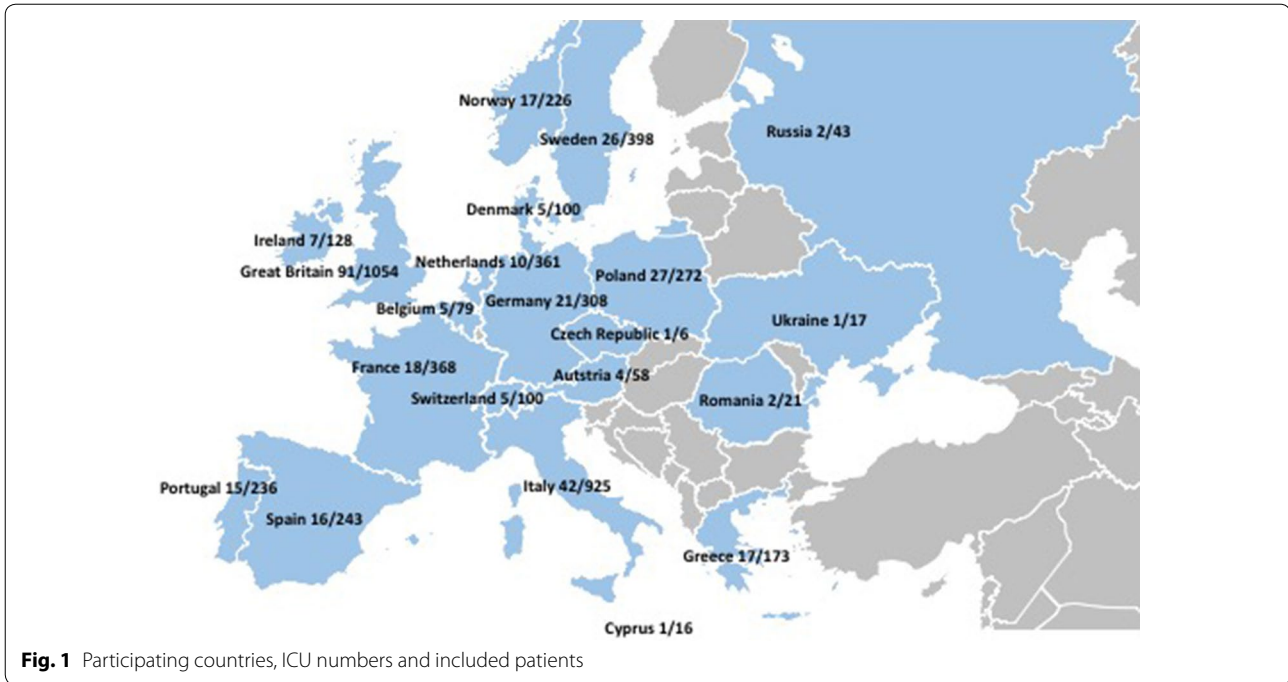 Norway 17/226
Sweden 26/398
Russia 2/43
Denmark 5/100
Ireland 7/128
Great Britain 91/1054
Netherlands 10/361
Poland 27/272
Belgium 5/79
Germany 21/308
Ukraine 1/17
Czech Republic 1/6
France 18/368
Autstria 4/58
Switzerland 5/100
Romania 2/21
Portugal 15/236
Italy 42/925
Spain 16/243
Greece 17/173
Cyprus 1/16
Fig. 1 Participating countries, ICU numbers and included patients